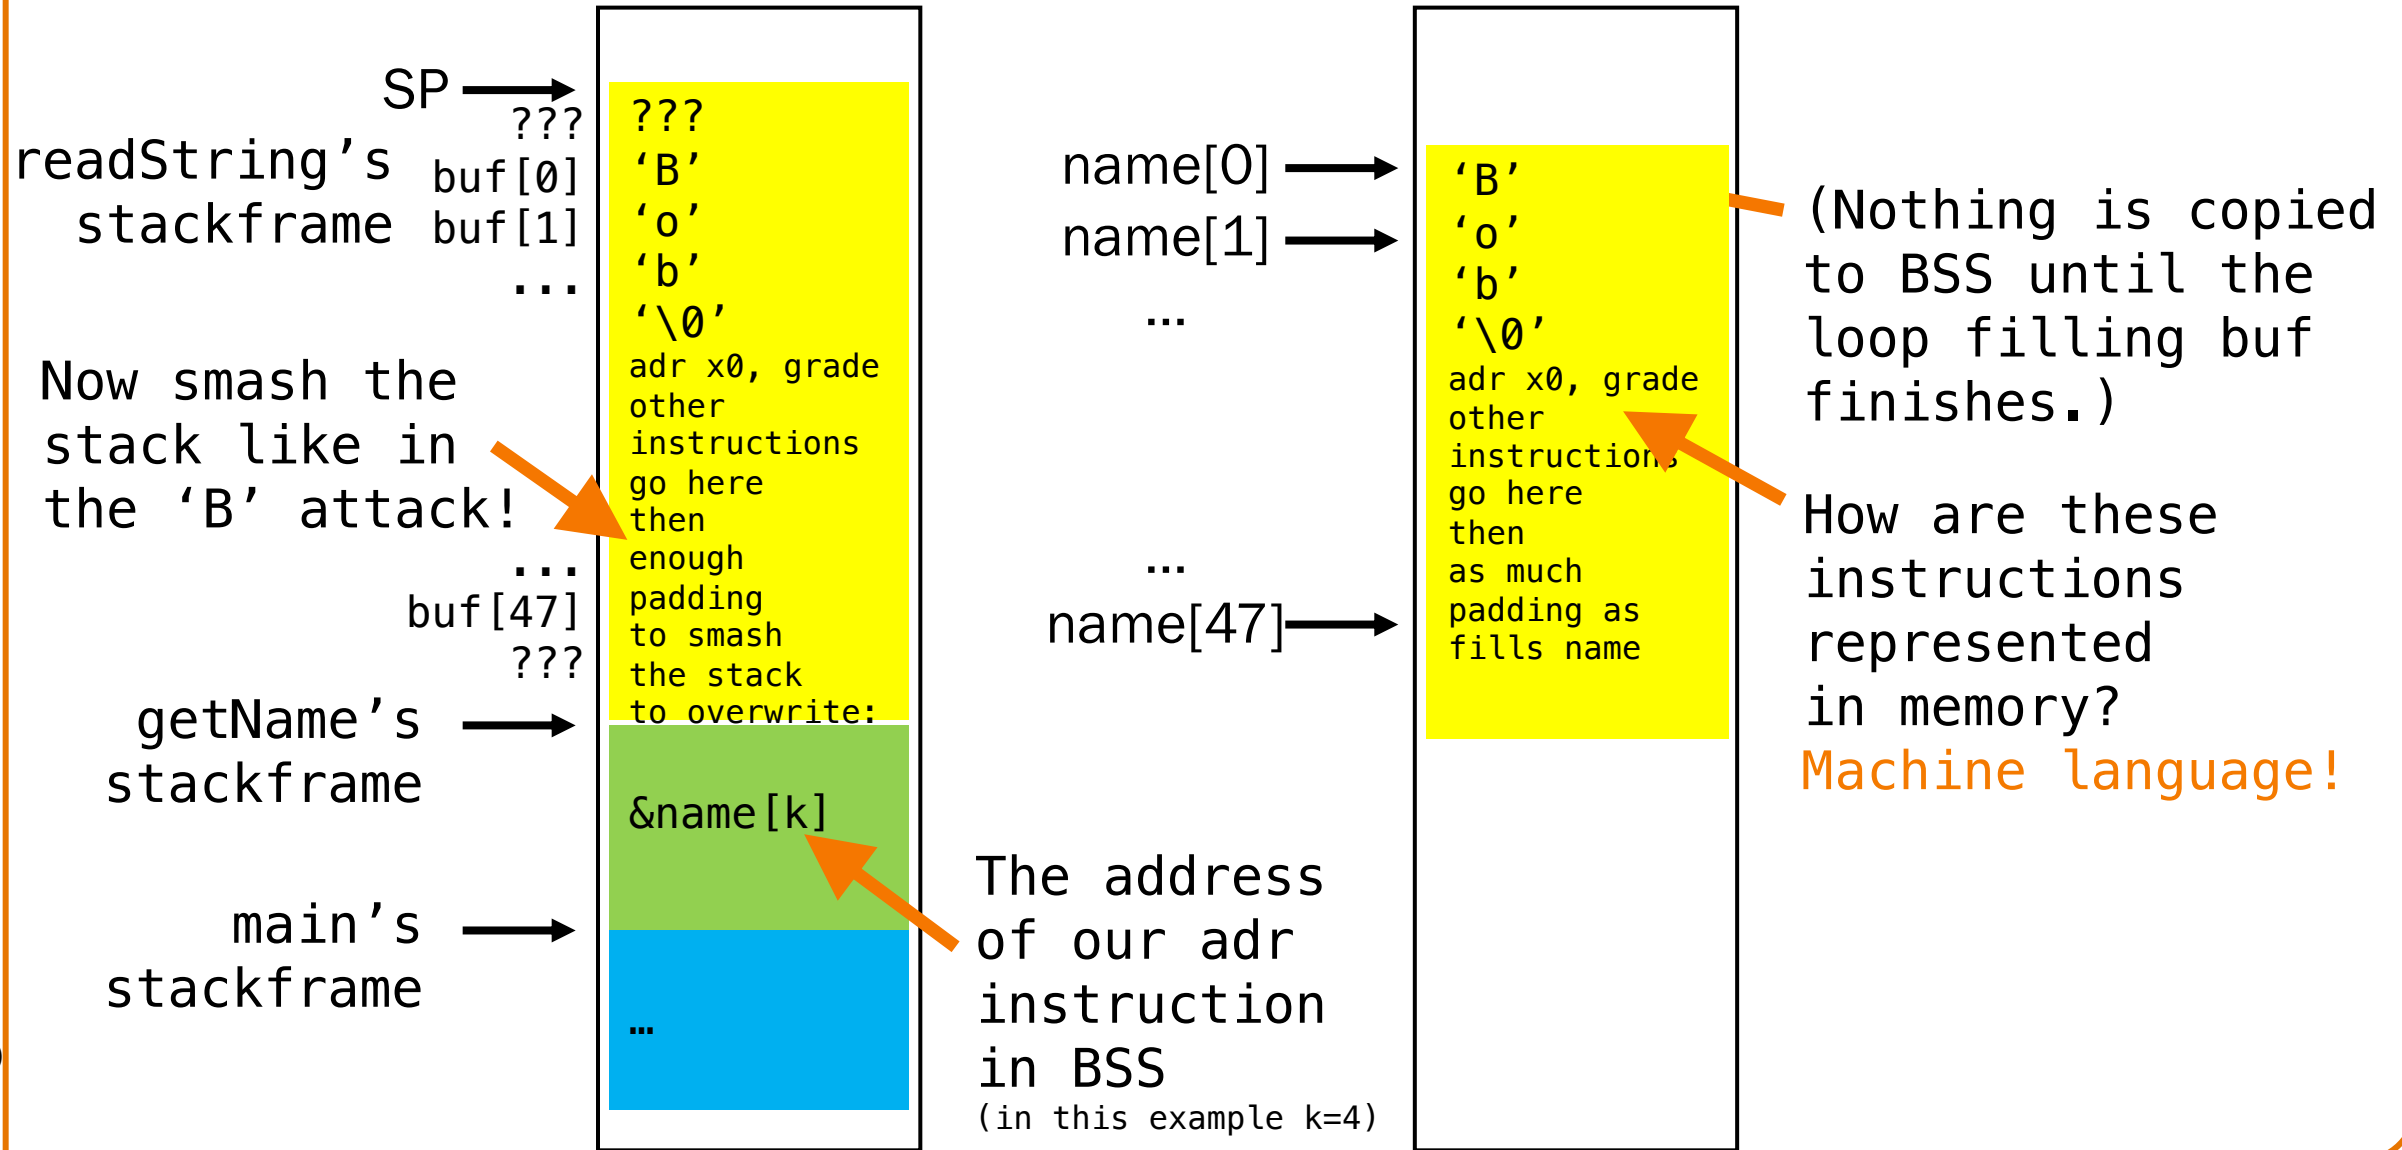 SP
???
readString’s
stackframe
buf[0]
buf[1]
...
Now smash the
stack like in
the ‘B’ attack!
...
buf[47]
???
getName’s
stackframe
main’s
stackframe
???
‘B’
‘o’
‘b’
‘\0’
adr x0, grade
other
instructions
go here
then
enough
padding
to smash
the stack
to overwrite:
&name[k]
…
name[0]
name[1]
…
…
name[47]
The address
of our adr
instruction
in BSS
(in this example k=4)
‘B’
‘o’
‘b’
‘\0’
adr x0, grade
other
instructions
go here
then
as much
padding as
fills name
(Nothing is copied
to BSS until the
loop filling buf
finishes.)
How are these
instructions
represented
in memory?
Machine language!